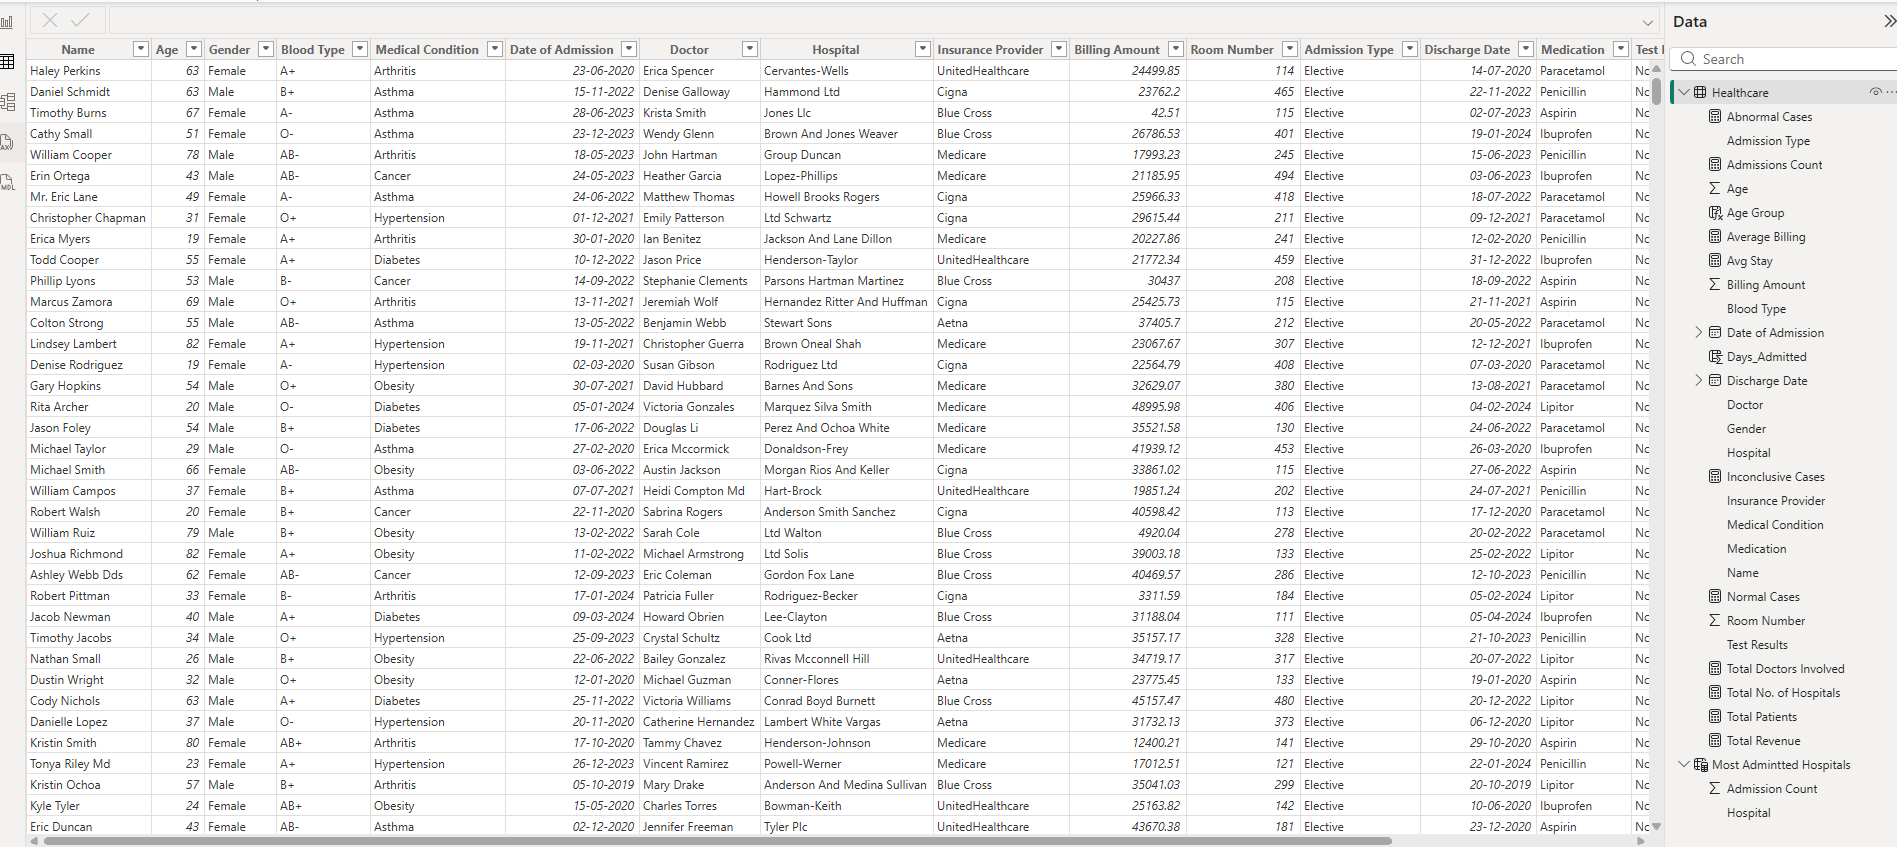 Name Age Gender Blood Type Medical Condition Date of Admission Doctor Hospital Insurance Provider Billing Amount Room Number Admission Type Discharge Date Medication Test
Haley Perkins 63 Female A+ Arthritis 23-06-2020 Erica Spencer Cervantes-Wells UnitedHealthcare 24499.85 114 Elective 14-07-2020 Paracetamol No
Daniel Schmidt 63 Male B+ Asthma 15-11-2022 Denise Galloway Hammond Ltd Cigna 23762.2 465 Elective 22-11-2022 Penicillin No
Timothy Burns 67 Female A- Asthma 28-06-2023 Krista Smith Jones Llc Blue Cross 42.51 115 Elective 02-07-2023 Aspirin No
Cathy Small 51 Female O- Asthma 23-12-2023 Wendy Glenn Brown And Jones Weaver Blue Cross 26786.53 401 Elective 19-01-2024 Ibuprofen No
William Cooper 78 Male AB- Arthritis 18-05-2023 John Hartman Group Duncan Medicare 17993.23 245 Elective 15-06-2023 Penicillin No
Erin Ortega 43 Male AB- Cancer 24-05-2023 Heather Garcia Lopez-Phillips Medicare 21185.95 494 Elective 03-06-2023 Ibuprofen No
Mr. Eric Lane 49 Female A- Asthma 24-06-2022 Matthew Thomas Howell Brooks Rogers Cigna 25966.33 418 Elective 18-07-2022 Paracetamol No
Christopher Chapman 31 Female O+ Hypertension 01-12-2021 Emily Patterson Ltd Schwartz Cigna 29615.44 211 Elective 09-12-2021 Paracetamol No
Erica Myers 19 Female A+ Arthritis 30-01-2020 Ian Benitez Jackson And Lane Dillon Medicare 20227.86 241 Elective 12-02-2020 Penicillin No
Todd Cooper 55 Female A+ Diabetes 10-12-2022 Jason Price Henderson-Taylor UnitedHealthcare 21772.34 459 Elective 31-12-2022 Ibuprofen No
Phillip Lyons 53 Male B- Cancer 14-09-2022 Stephanie Clements Parsons Hartman Martinez Blue Cross 30437 208 Elective 18-09-2022 Aspirin No
Marcus Zamora 69 Male O+ Arthritis 13-11-2021 Jeremiah Wolf Hernandez Ritter And Huffman Cigna 25425.73 115 Elective 21-11-2021 Aspirin No
Colton Strong 55 Male AB- Asthma 13-05-2022 Benjamin Webb Stewart Sons Aetna 37405.7 212 Elective 20-05-2022 Paracetamol No
Lindsey Lambert 82 Female A+ Hypertension 19-11-2021 Christopher Guerra Brown Oneal Shah Medicare 23067.67 307 Elective 12-12-2021 Ibuprofen No
Denise Rodriguez 19 Female A- Hypertension 02-03-2020 Susan Gibson Rodriguez Ltd Cigna 22564.79 408 Elective 07-03-2020 Paracetamol No
Gary Hopkins 54 Male O+ Obesity 30-07-2021 David Hubbard Barnes And Sons Medicare 32629.07 380 Elective 13-08-2021 Paracetamol No
Rita Archer 20 Male O- Diabetes 05-01-2024 Victoria Gonzales Marquez Silva Smith Medicare 48995.98 406 Elective 04-02-2024 Lipitor No
Jason Foley 54 Male B+ Diabetes 17-06-2022 Douglas Li Perez And Ochoa White Medicare 35521.58 130 Elective 24-06-2022 Paracetamol No
Michael Taylor 29 Male O- Asthma 27-02-2020 Erica Mccormick Donaldson-Frey Medicare 41939.12 453 Elective 26-03-2020 Ibuprofen No
Michael Smith 66 Female AB- Obesity 03-06-2022 Austin Jackson Morgan Rios And Keller Cigna 33861.02 115 Elective 27-06-2022 Aspirin No
William Campos 37 Female B+ Asthma 07-07-2021 Heidi Compton Md Hart-Brock UnitedHealthcare 19851.24 202 Elective 24-07-2021 Penicillin No
Robert Walsh 20 Female B+ Cancer 22-11-2020 Sabrina Rogers Anderson Smith Sanchez Cigna 40598.42 113 Elective 17-12-2020 Paracetamol No
William Ruiz 79 Male B+ Obesity 13-02-2022 Sarah Cole Ltd Walton Blue Cross 4920.04 278 Elective 20-02-2022 Paracetamol No
Joshua Richmond 82 Female A+ Obesity 11-02-2022 Michael Armstrong Ltd Solis Blue Cross 39003.18 133 Elective 25-02-2022 Lipitor No
Ashley Webb Dds 62 Female AB- Cancer 12-09-2023 Eric Coleman Gordon Fox Lane Blue Cross 40469.57 286 Elective 12-10-2023 Penicillin No
Robert Pittman 33 Female B- Arthritis 17-01-2024 Patricia Fuller Rodriguez-Becker Cigna 3311.59 184 Elective 05-02-2024 Lipitor No
Jacob Newman 40 Male A+ Diabetes 09-03-2024 Howard Obrien Lee-Clayton Blue Cross 31188.04 111 Elective 05-04-2024 Ibuprofen No
Timothy Jacobs 34 Male O+ Hypertension 25-09-2023 Crystal Schultz Cook Ltd Aetna 35157.17 328 Elective 21-10-2023 Penicillin No
Nathan Small 26 Male B+ Obesity 22-06-2022 Bailey Gonzalez Rivas Mcconnell Hill UnitedHealthcare 34719.17 317 Elective 20-07-2022 Lipitor No
Dustin Wright 32 Male O+ Obesity 12-01-2020 Michael Guzman Conner-Flores Aetna 23775.45 133 Elective 19-01-2020 Aspirin No
Cody Nichols 63 Male A+ Diabetes 25-11-2022 Victoria Williams Conrad Boyd Burnett Blue Cross 45157.47 480 Elective 20-12-2022 Lipitor No
Danielle Lopez 37 Male O- Hypertension 20-11-2020 Catherine Hernandez Lambert White Vargas Aetna 31732.13 373 Elective 06-12-2020 Lipitor No
Kristin Smith 80 Female AB+ Arthritis 17-10-2020 Tammy Chavez Henderson-Johnson Medicare 12400.21 141 Elective 29-10-2020 Aspirin No
Tonya Riley Md 23 Female A+ Hypertension 26-12-2023 Vincent Ramirez Powell-Werner Medicare 17012.51 121 Elective 22-01-2024 Penicillin No
Kristin Ochoa 57 Male B+ Arthritis 05-10-2019 Mary Drake Anderson And Medina Sullivan Blue Cross 35041.03 299 Elective 20-10-2019 Lipitor No
Kyle Tyler 24 Female AB+ Obesity 15-05-2020 Charles Torres Bowman-Keith UnitedHealthcare 25163.82 142 Elective 10-06-2020 Ibuprofen No
Eric Duncan 43 Female AB- Asthma 02-12-2020 Jennifer Freeman Tyler Plc UnitedHealthcare 43670.38 181 Elective 23-12-2020 Aspirin No
Data
Search
Healthcare
Abnormal Cases
Admission Type
Admissions Count
Age
Age Group
Average Billing
Avg Stay
Billing Amount
Blood Type
Date of Admission
Days_Admitted
Discharge Date
Doctor
Gender
Hospital
Inconclusive Cases
Insurance Provider
Medical Condition
Medication
Name
Normal Cases
Room Number
Test Results
Total Doctors Involved
Total No. of Hospitals
Total Patients
Total Revenue
Most Admintted Hospitals
Admission Count
Hospital